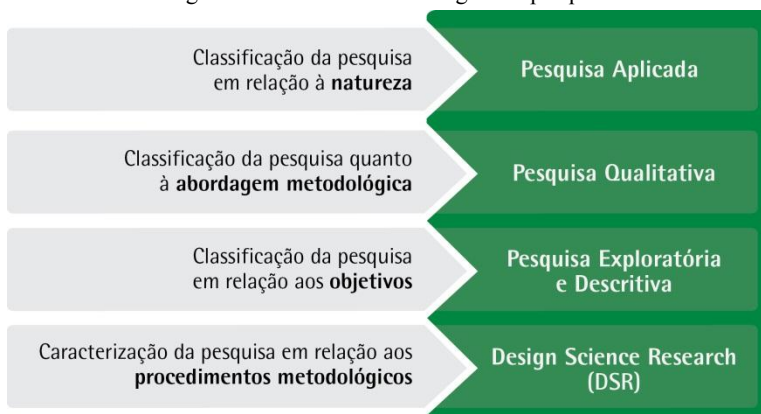 Classificação da pesquisa
em relação à natureza
Pesquisa Aplicada
Classificação da pesquisa quanto
à abordagem metodológica
Pesquisa Qualitativa
Classificação da pesquisa
em relação aos objetivos
Pesquisa Exploratória
e Descritiva
Caracterização da pesquisa em relação aos
procedimentos metodológicos
Design Science Research
(DSR)